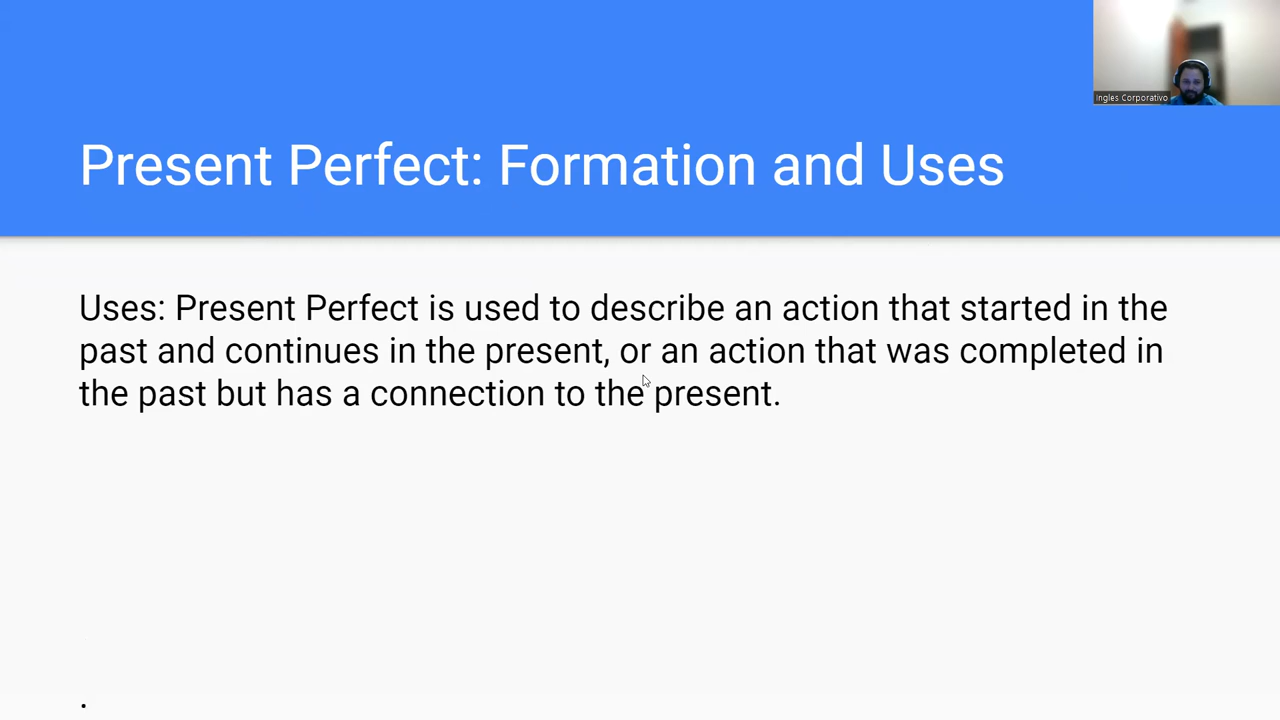 Ingles Corporativo
Present Perfect: Formation and Uses
Uses: Present Perfect is used to describe an action that started in the
past and continues in the present, or an action that was completed in
the past but has a connection to the present.
.